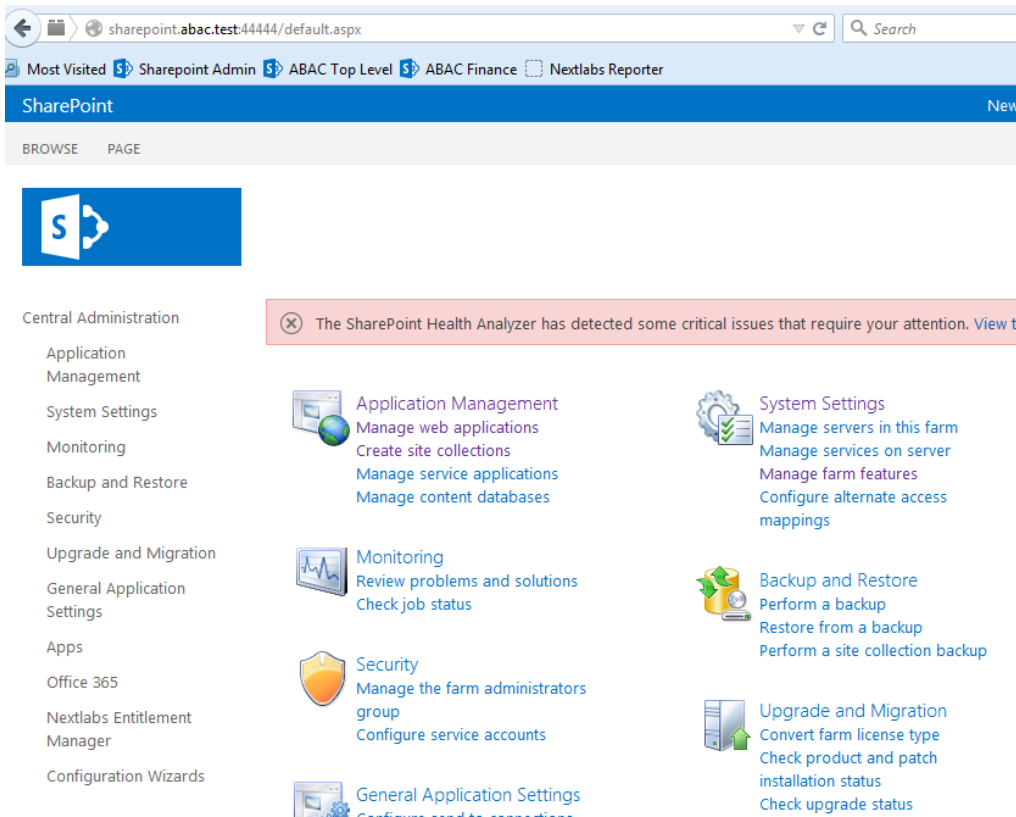 sharepoint.abac.test:44444/default.aspx
Search
Most Visited
Sharepoint Admin
ABAC Top Level
ABAC Finance
Nextlabs Reporter
SharePoint
New
BROWSE
PAGE
S
Central Administration
Application
Management
System Settings
Monitoring
Backup and Restore
Security
Upgrade and Migration
General Application
Settings
Apps
Office 365
Nextlabs Entitlement
Manager
Configuration Wizards
The SharePoint Health Analyzer has detected some critical issues that require your attention. View t
Application Management
Manage web applications
Create site collections
Manage service applications
Manage content databases
Monitoring
Review problems and solutions
Check job status
Security
Manage the farm administrators
group
Configure service accounts
General Application Settings
Configure send to connections
System Settings
Manage servers in this farm
Manage services on server
Manage farm features
Configure alternate access
mappings
Backup and Restore
Perform a backup
Restore from a backup
Perform a site collection backup
Upgrade and Migration
Convert farm license type
Check product and patch
installation status
Check upgrade status